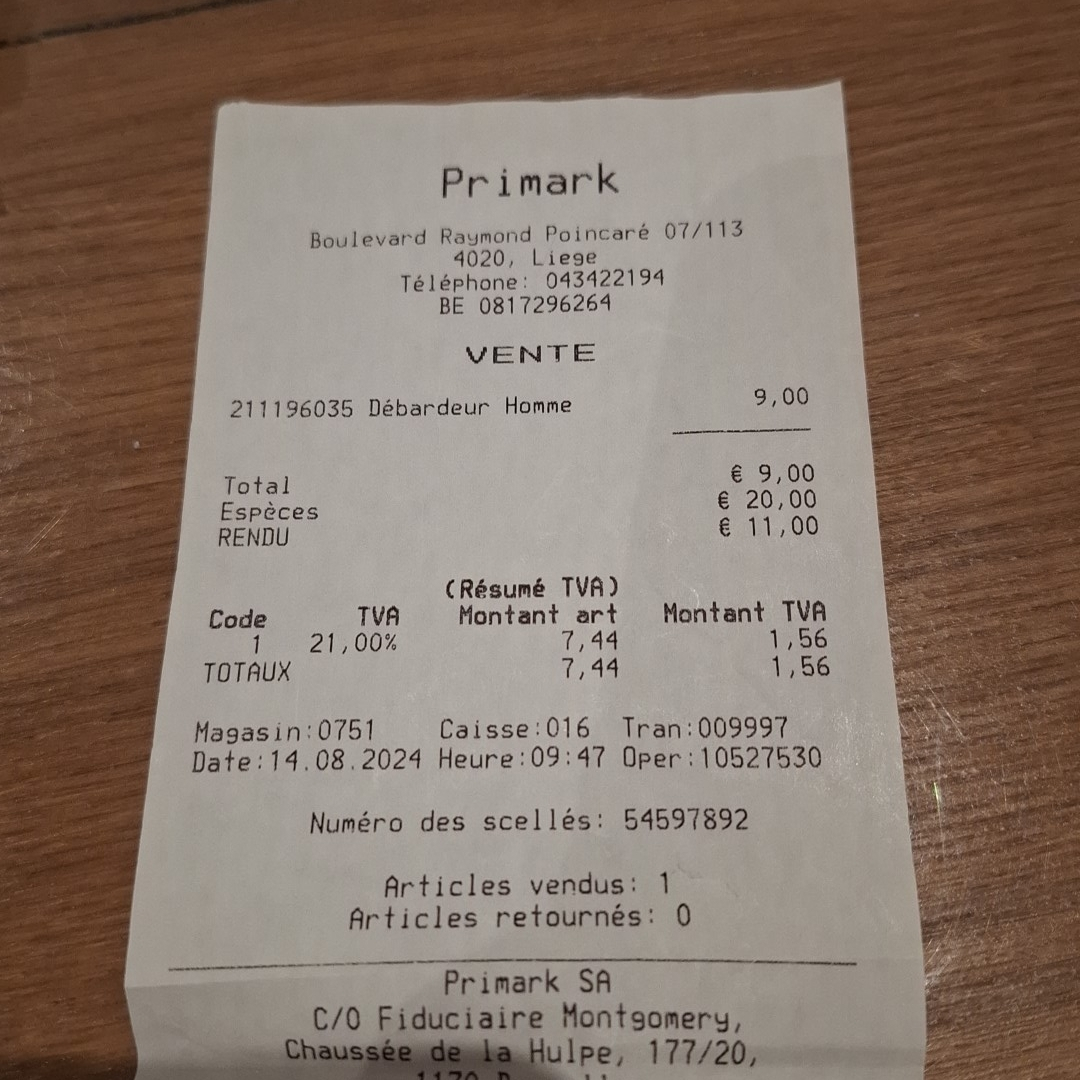 Primark
Boulevard Raymond Poincaré 07/113
4020, Liege
Téléphone: 043422194
BE 0817296264
VENTE
211196035 Débardeur Homme 9,00
Total € 9,00
Espèces € 20,00
RENDU € 11,00
(Résumé TVA)
Code TVA Montant art Montant TVA
1 21,00% 7,44 1,56
TOTAUX 7,44 1,56
Magasin:0751 Caisse:016 Tran:009997
Date:14.08.2024 Heure:09:47 Oper:10527530
Numéro des scellés: 54597892
Articles vendus: 1
Articles retournés: 0
Primark SA
C/O Fiduciaire Montgomery,
Chaussée de la Hulpe, 177/20,